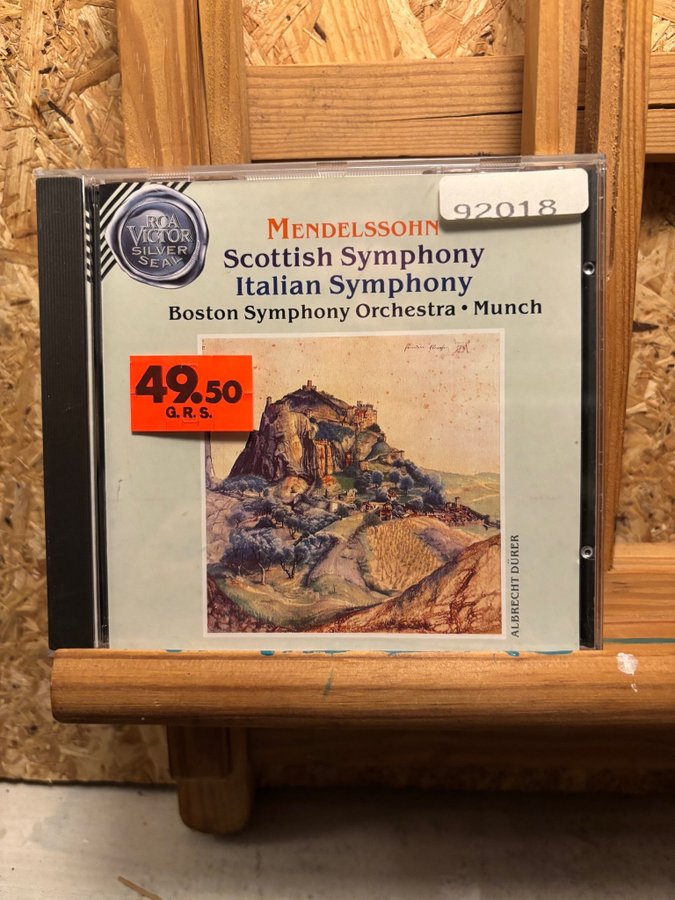 RCA
VICTOR
SILVER
SEAL
92018
MENDELSSOHN
Scottish Symphony
Italian Symphony
Boston Symphony Orchestra • Munch
49.50
G. R. S.
ALBRECHT DÜRER